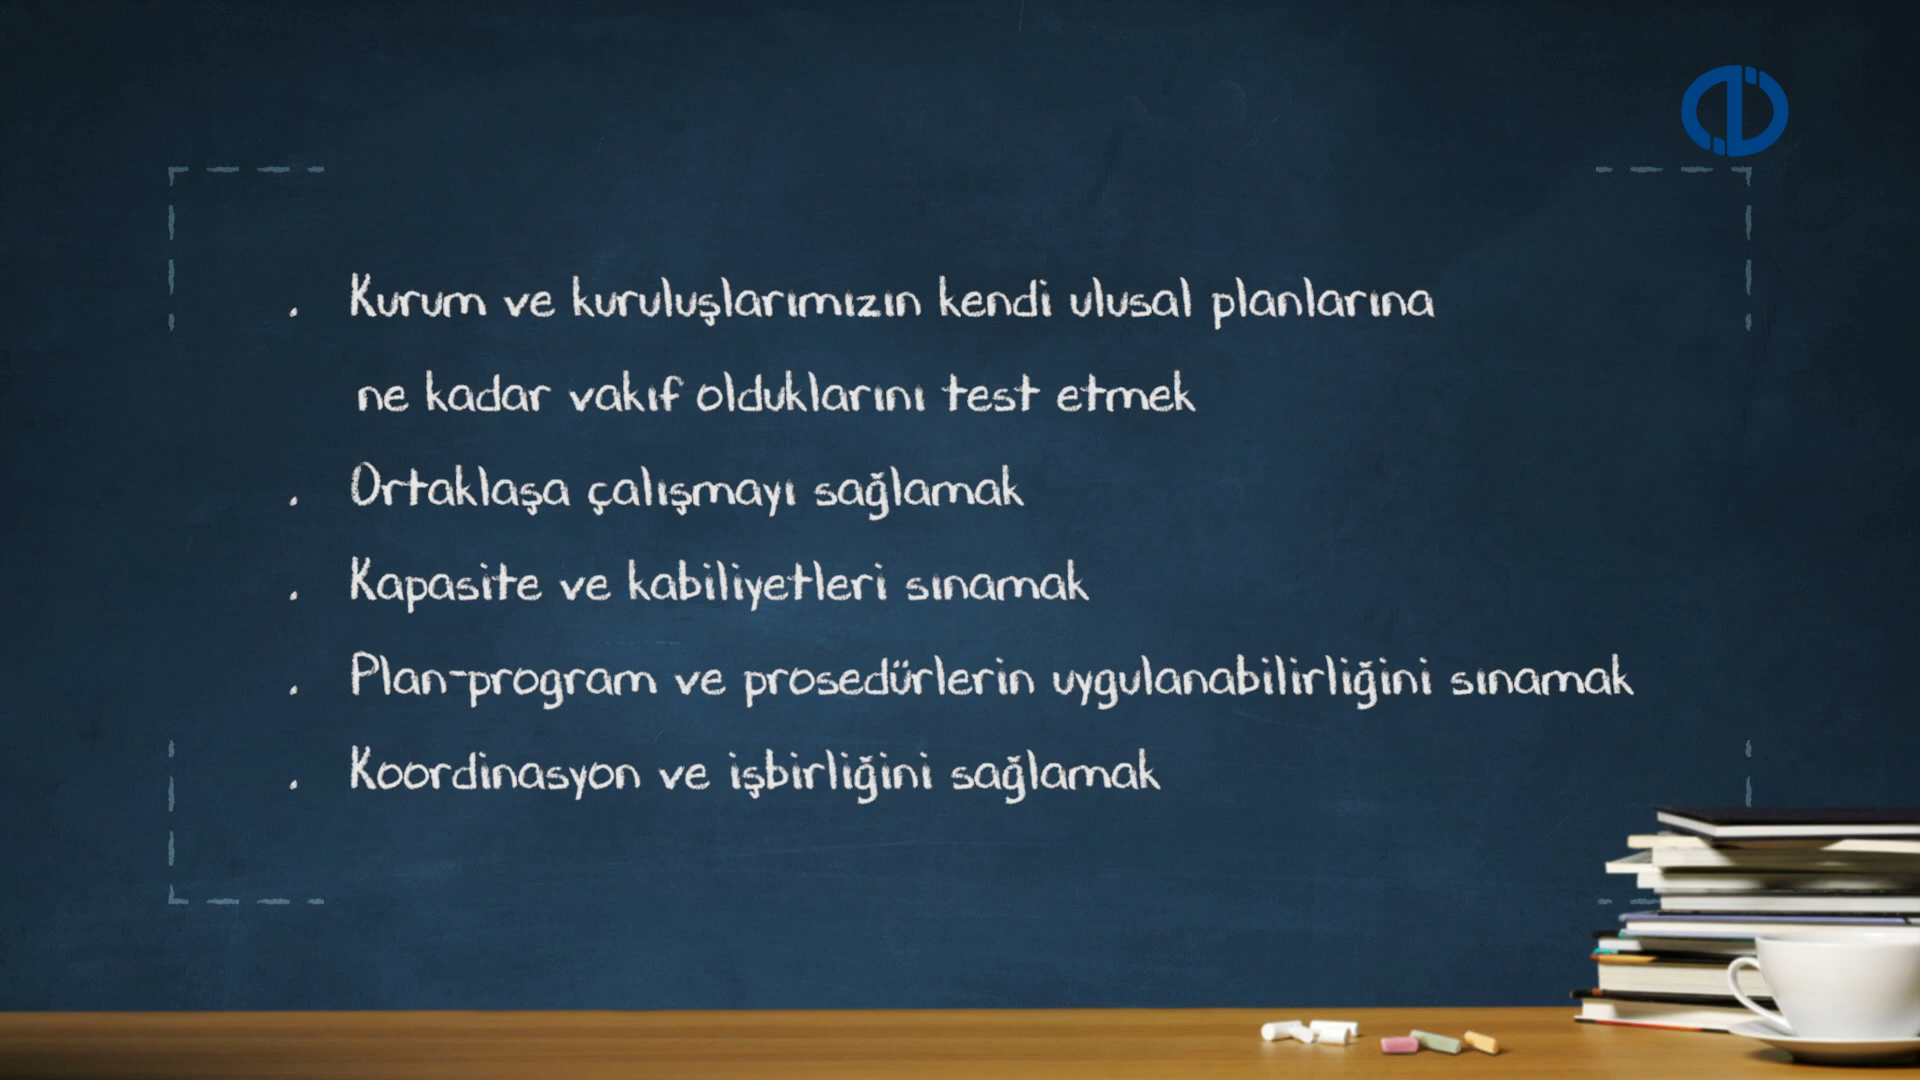 . Kurum ve kuruluşlarımızın kendi ulusal planlarına
ne kadar vakıf olduklarını test etmek
. Ortaklaşa çalışmayı sağlamak
. Kapasite ve kabiliyetleri sınamak
. Plan-program ve prosedürlerin uygulanabilirliğini sınamak
. Koordinasyon ve işbirliğini sağlamak